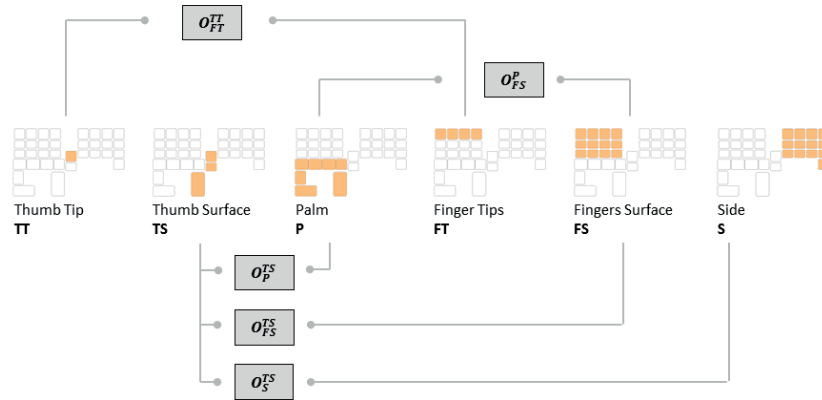 O^{TT}_{FT}
O^{P}_{FS}
Thumb Tip Thumb Surface Palm Finger Tips Fingers Surface Side
TT TS P FT FS S
O^{TS}_{P}
O^{TS}_{FS}
O^{TS}_{S}